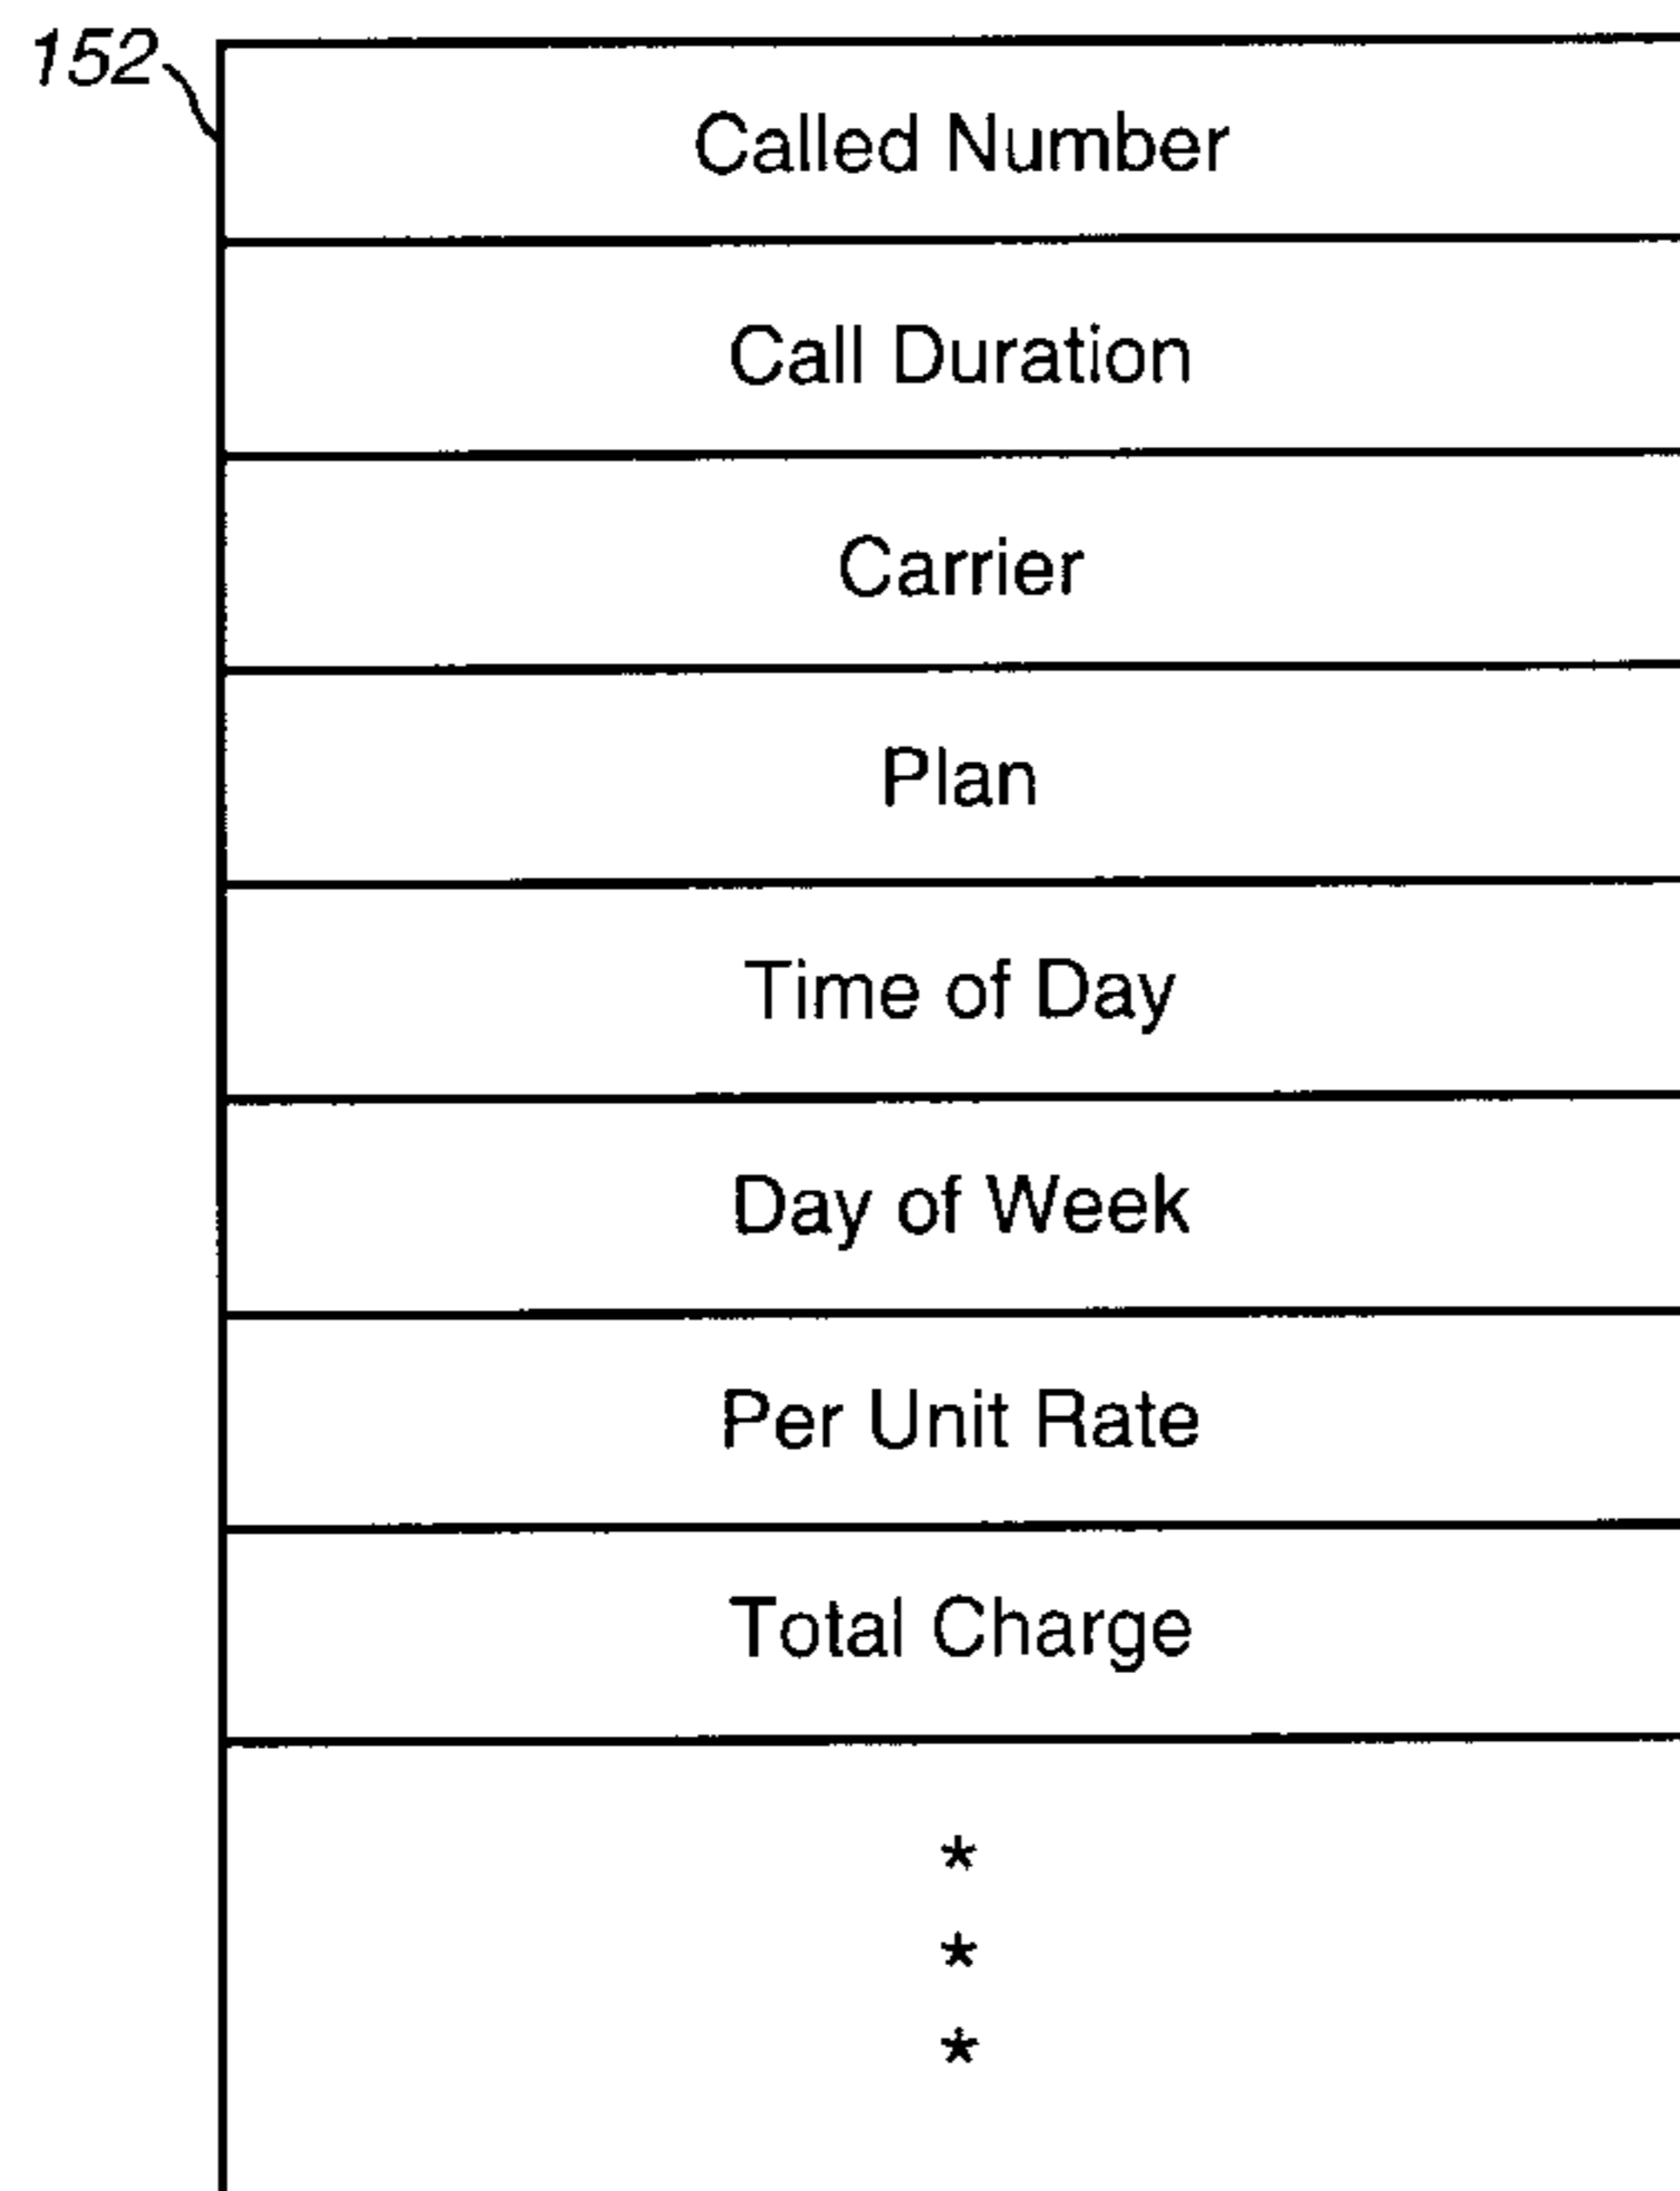 152
Called Number
Call Duration
Carrier
Plan
Time of Day
Day of Week
Per Unit Rate
Total Charge
*
*
*